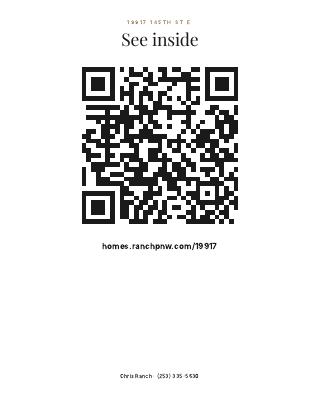 19917 145TH ST E
See inside
homes.ranchpnw.com/19917
Chris Ranch · (253) 335-5630